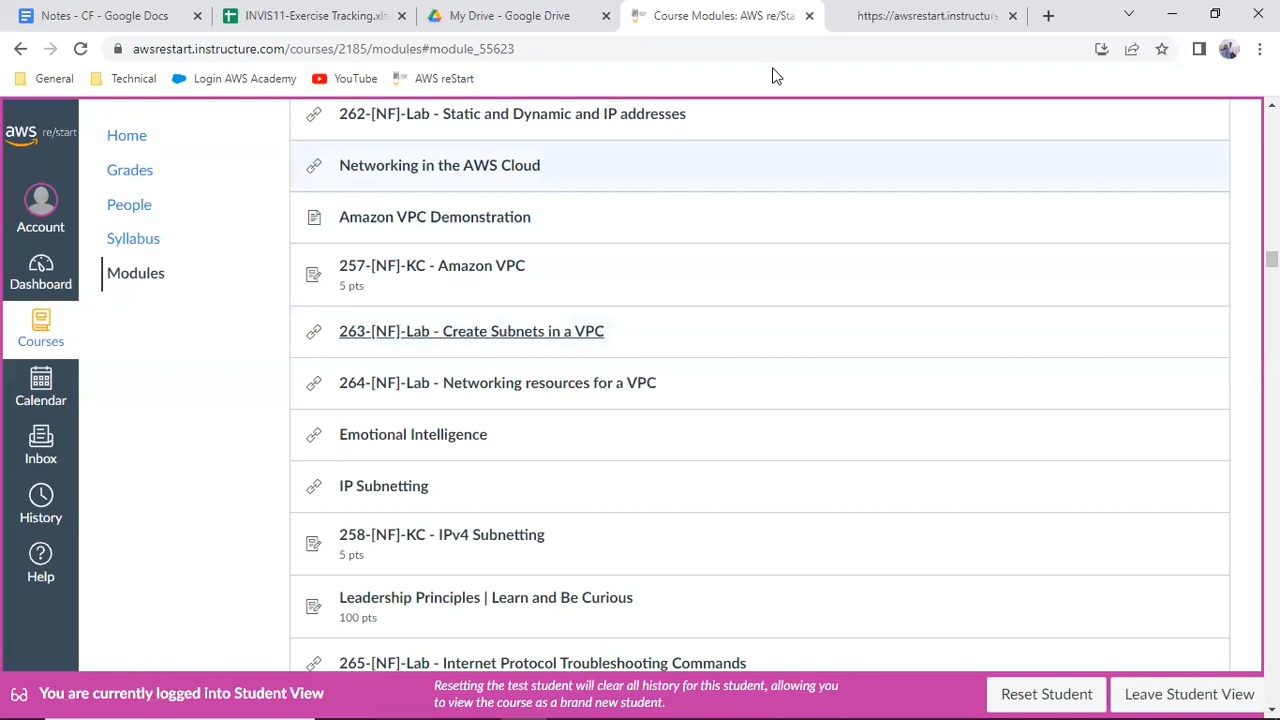 Notes - CF - Google Docs
INVIS11-Exercise Tracking.xls
My Drive - Google Drive
Course Modules: AWS re/Sta
https://awsrestart.instructure
awsrestart.instructure.com/courses/2185/modules#module_55623
General
Technical
Login AWS Academy
YouTube
AWS reStart
aws re/start
Account
Dashboard
Courses
Calendar
Inbox
History
Help
Home
Grades
People
Syllabus
Modules
262-[NF]-Lab - Static and Dynamic and IP addresses
Networking in the AWS Cloud
Amazon VPC Demonstration
257-[NF]-KC - Amazon VPC
5 pts
263-[NF]-Lab - Create Subnets in a VPC
264-[NF]-Lab - Networking resources for a VPC
Emotional Intelligence
IP Subnetting
258-[NF]-KC - IPv4 Subnetting
5 pts
Leadership Principles | Learn and Be Curious
100 pts
265-[NF]-Lab - Internet Protocol Troubleshooting Commands
You are currently logged into Student View
Resetting the test student will clear all history for this student, allowing you
to view the course as a brand new student.
Reset Student
Leave Student View